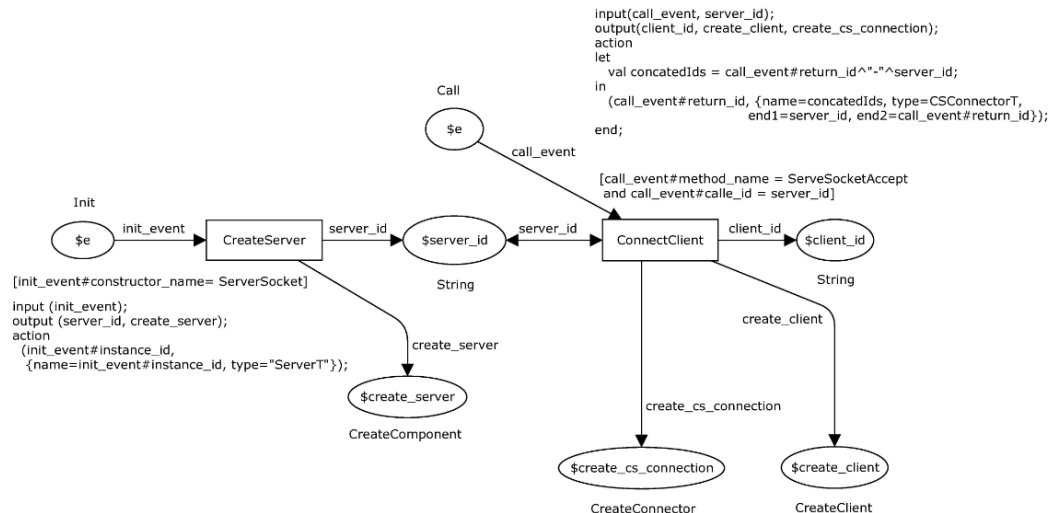 input(call_event, server_id);
output(client_id, create_client, create_cs_connection);
action
let
val concatedIds = call_event#return_id^"-"^server_id;
in
(call_event#return_id, {name=concatedIds, type=CSConnectorT,
end1=server_id, end2=call_event#return_id});
end;
Call
$e
call_event
[call_event#method_name = ServeSocketAccept
and call_event#calle_id = server_id]
Init
$e
init_event
CreateServer
server_id
$server_id
server_id
ConnectClient
client_id
$client_id
String
String
[init_event#constructor_name= ServerSocket]
input (init_event);
output (server_id, create_server);
action
(init_event#instance_id,
{name=init_event#instance_id, type="ServerT"});
create_server
create_client
$create_server
CreateComponent
create_cs_connection
$create_cs_connection
$create_client
CreateConnector
CreateClient